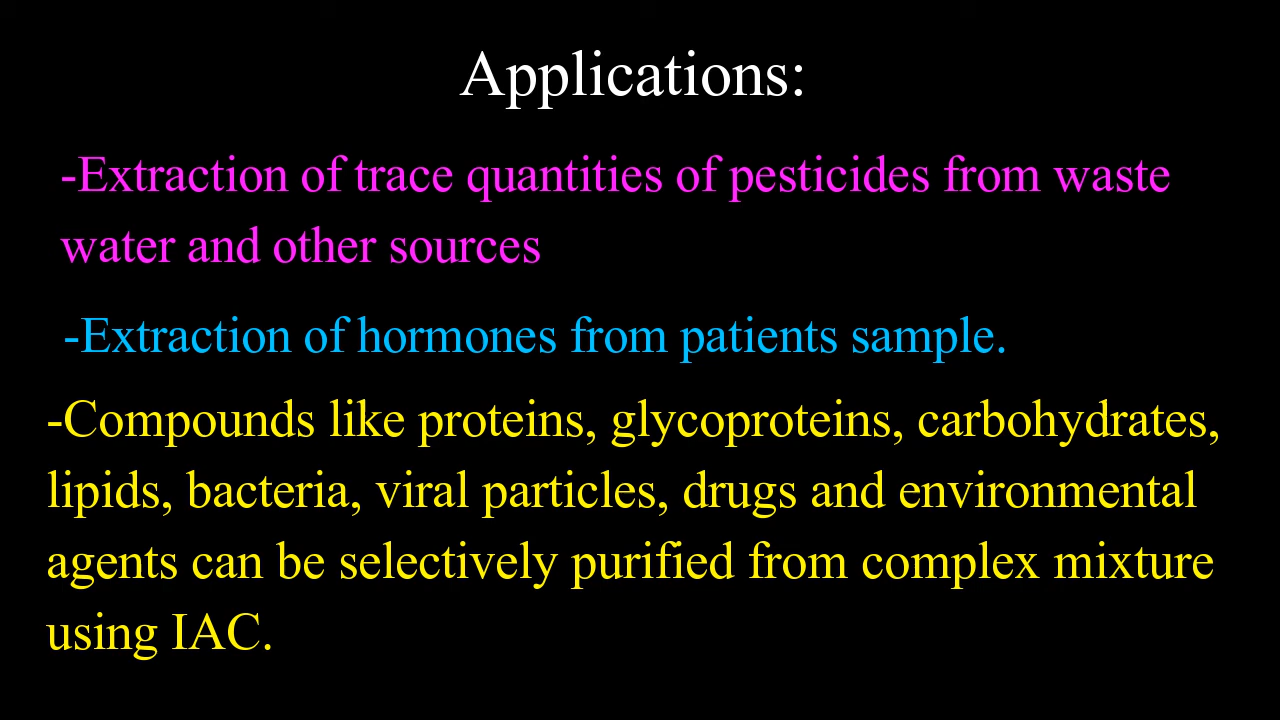 Applications:
-Extraction of trace quantities of pesticides from waste
water and other sources
-Extraction of hormones from patients sample.
-Compounds like proteins, glycoproteins, carbohydrates,
lipids, bacteria, viral particles, drugs and environmental
agents can be selectively purified from complex mixture
using IAC.